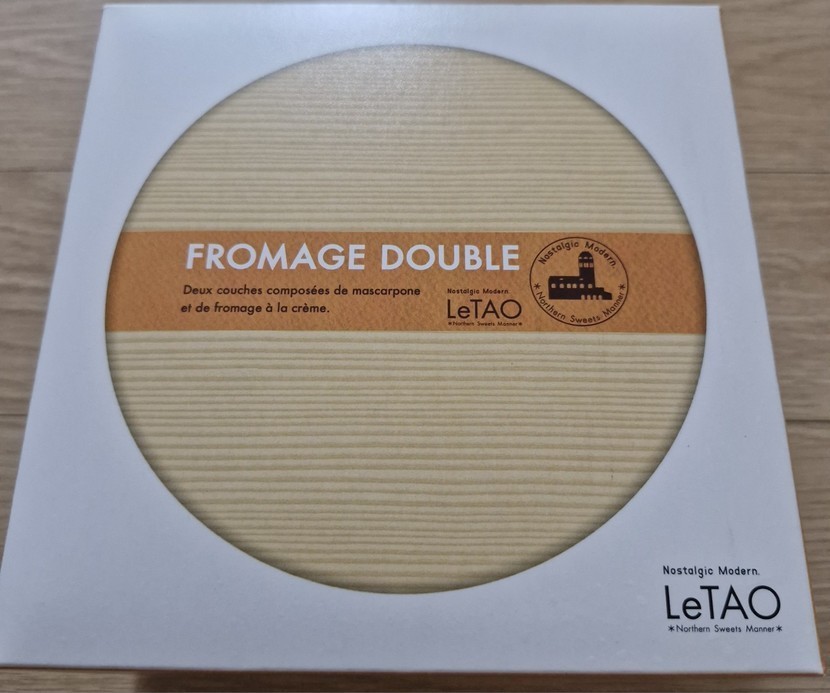 FROMAGE DOUBLE
Deux couches composées de mascarpone
et de fromage à la crème.
Nostalgic Modern.
LeTAO
*Northern Sweets Manner*
Nostalgic Modern.
*Northern Sweets Manner*
Nostalgic Modern.
LeTAO
*Northern Sweets Manner*